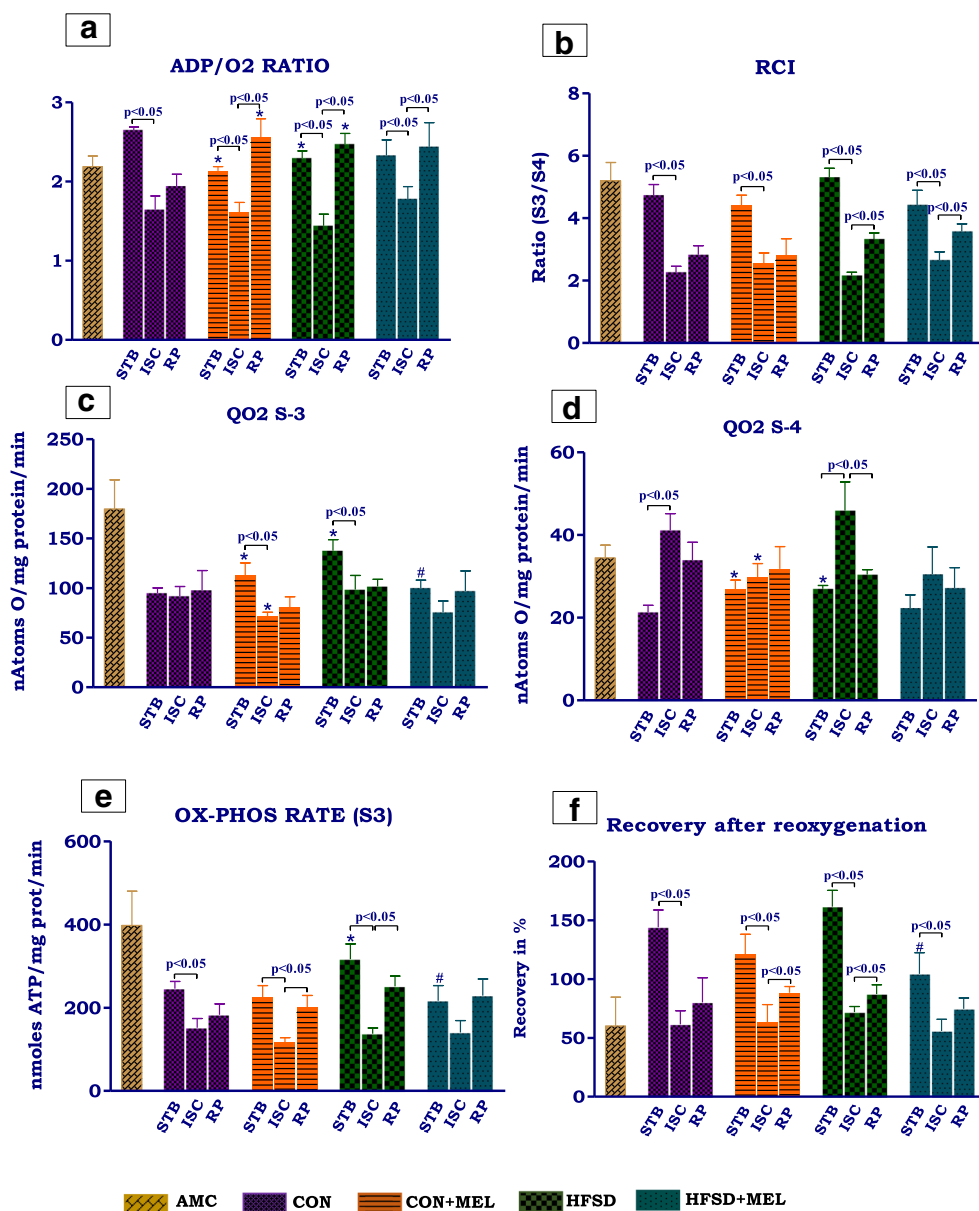 a
ADP/O2 RATIO
3
2
1
0
p<0.05
p<0.05
p<0.05
p<0.05
p<0.05
p<0.05
p<0.05
*
*
*
*
STB ISC RP STB ISC RP STB ISC RP STB ISC RP
b
RCI
Ratio (S3/S4)
8
6
4
2
0
p<0.05
p<0.05
p<0.05
p<0.05
p<0.05
p<0.05
STB ISC RP STB ISC RP STB ISC RP STB ISC RP
c
QO2 S-3
nAtoms O/mg protein/min
250
200
150
100
50
0
p<0.05
p<0.05
*
*
*
#
STB ISC RP STB ISC RP STB ISC RP STB ISC RP
d
QO2 S-4
nAtoms O/mg protein/min
60
40
20
0
p<0.05
p<0.05
*
*
*
STB ISC RP STB ISC RP STB ISC RP STB ISC RP
e
OX-PHOS RATE (S3)
nmoles ATP/mg prot/min
600
400
200
0
p<0.05
p<0.05
p<0.05
*
#
STB ISC RP STB ISC RP STB ISC RP STB ISC RP
f
Recovery after reoxygenation
Recovery in %
200
150
100
50
0
p<0.05
p<0.05
p<0.05
p<0.05
p<0.05
p<0.05
#
STB ISC RP STB ISC RP STB ISC RP STB ISC RP
AMC CON CON+MEL HFSD HFSD+MEL